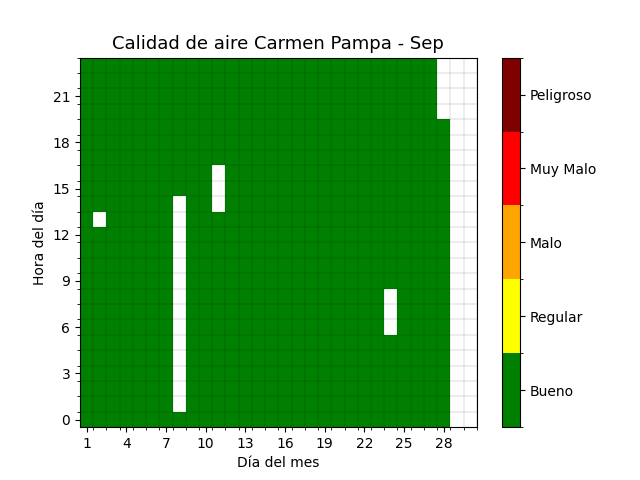 Calidad de aire Carmen Pampa - Sep
21
18
15
12
9
6
3
0
Hora del día
1 4 7 10 13 16 19 22 25 28
Día del mes
Peligroso
Muy Malo
Malo
Regular
Bueno